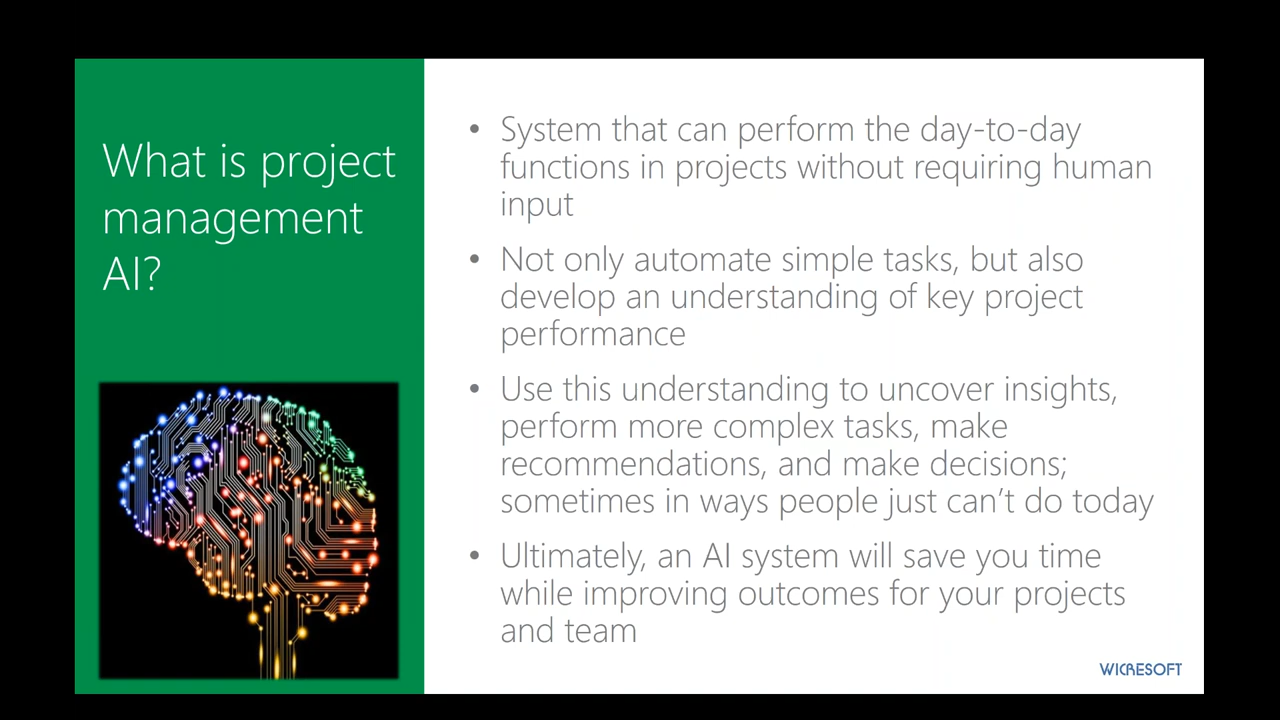 What is project
management
AI?
• System that can perform the day-to-day
functions in projects without requiring human
input
• Not only automate simple tasks, but also
develop an understanding of key project
performance
• Use this understanding to uncover insights,
perform more complex tasks, make
recommendations, and make decisions;
sometimes in ways people just can't do today
• Ultimately, an AI system will save you time
while improving outcomes for your projects
and team
WICRESOFT